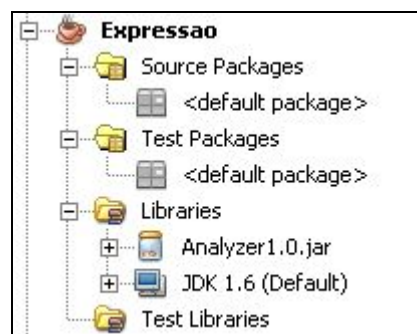 Expressao
Source Packages
<default package>
Test Packages
<default package>
Libraries
Analyzer1.0.jar
JDK 1.6 (Default)
Test Libraries